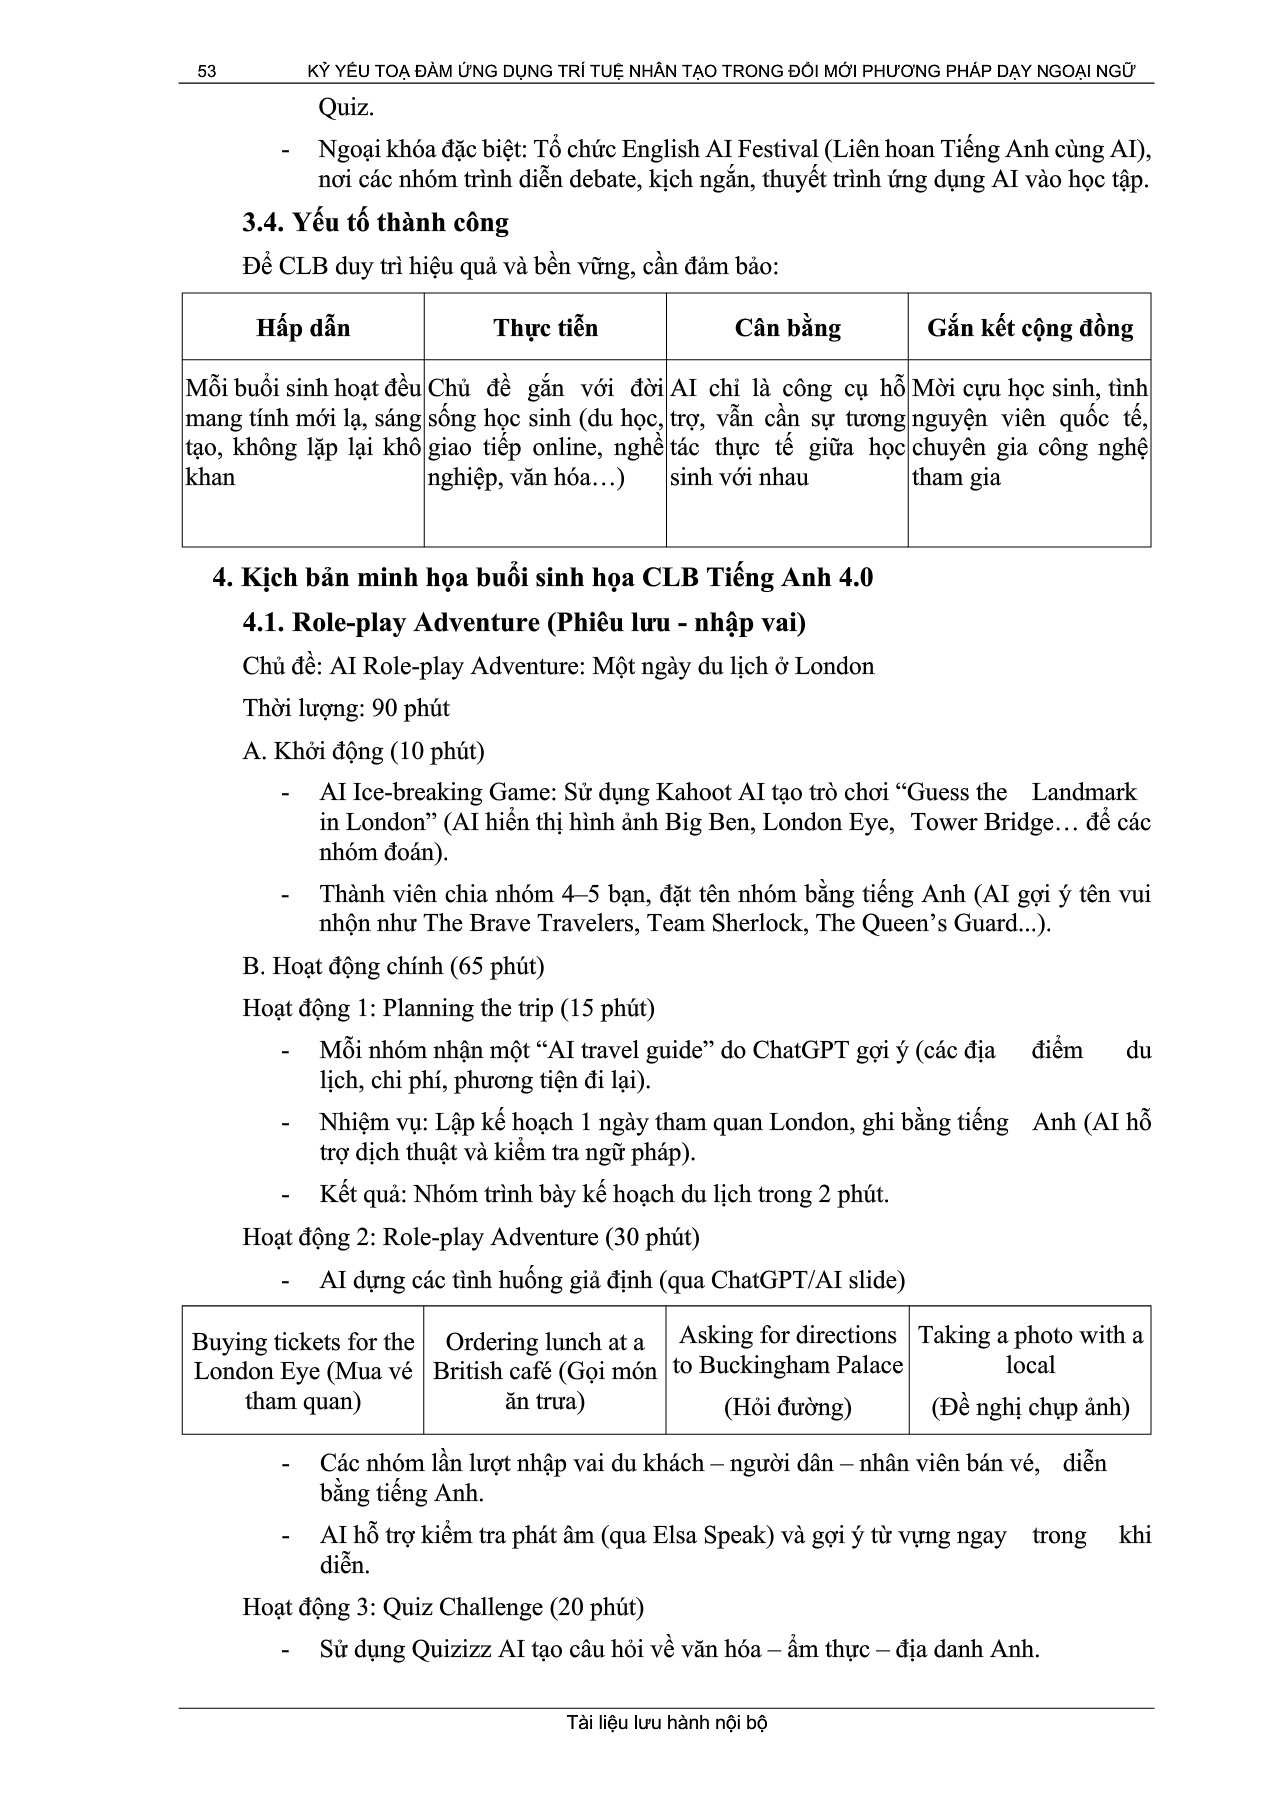 53 KỶ YẾU TOẠ ĐÀM ỨNG DỤNG TRÍ TUỆ NHÂN TẠO TRONG ĐỔI MỚI PHƯƠNG PHÁP DẠY NGOẠI NGỮ
Quiz.
- Ngoại khóa đặc biệt: Tổ chức English AI Festival (Liên hoan Tiếng Anh cùng AI),
nơi các nhóm trình diễn debate, kịch ngắn, thuyết trình ứng dụng AI vào học tập.
3.4. Yếu tố thành công
Để CLB duy trì hiệu quả và bền vững, cần đảm bảo:
Hấp dẫn
Thực tiễn
Cân bằng
Gắn kết cộng đồng
Mỗi buổi sinh hoạt đều
mang tính mới lạ, sáng
tạo, không lặp lại khô
khan
Chủ đề gắn với đời
sống học sinh (du học,
giao tiếp online, nghề
nghiệp, văn hóa…)
AI chỉ là công cụ hỗ
trợ, vẫn cần sự tương
tác thực tế giữa học
sinh với nhau
Mời cựu học sinh, tình
nguyện viên quốc tế,
chuyên gia công nghệ
tham gia
4. Kịch bản minh họa buổi sinh họa CLB Tiếng Anh 4.0
4.1. Role-play Adventure (Phiêu lưu - nhập vai)
Chủ đề: AI Role-play Adventure: Một ngày du lịch ở London
Thời lượng: 90 phút
A. Khởi động (10 phút)
- AI Ice-breaking Game: Sử dụng Kahoot AI tạo trò chơi “Guess the Landmark
in London” (AI hiển thị hình ảnh Big Ben, London Eye, Tower Bridge… để các
nhóm đoán).
- Thành viên chia nhóm 4–5 bạn, đặt tên nhóm bằng tiếng Anh (AI gợi ý tên vui
nhộn như The Brave Travelers, Team Sherlock, The Queen’s Guard...).
B. Hoạt động chính (65 phút)
Hoạt động 1: Planning the trip (15 phút)
- Mỗi nhóm nhận một “AI travel guide” do ChatGPT gợi ý (các địa điểm du
lịch, chi phí, phương tiện đi lại).
- Nhiệm vụ: Lập kế hoạch 1 ngày tham quan London, ghi bằng tiếng Anh (AI hỗ
trợ dịch thuật và kiểm tra ngữ pháp).
- Kết quả: Nhóm trình bày kế hoạch du lịch trong 2 phút.
Hoạt động 2: Role-play Adventure (30 phút)
- AI dựng các tình huống giả định (qua ChatGPT/AI slide)
Buying tickets for the
London Eye (Mua vé
tham quan)
Ordering lunch at a
British café (Gọi món
ăn trưa)
Asking for directions
to Buckingham Palace
(Hỏi đường)
Taking a photo with a
local
(Đề nghị chụp ảnh)
- Các nhóm lần lượt nhập vai du khách – người dân – nhân viên bán vé, diễn
bằng tiếng Anh.
- AI hỗ trợ kiểm tra phát âm (qua Elsa Speak) và gợi ý từ vựng ngay trong khi
diễn.
Hoạt động 3: Quiz Challenge (20 phút)
- Sử dụng Quizizz AI tạo câu hỏi về văn hóa – ẩm thực – địa danh Anh.
Tài liệu lưu hành nội bộ